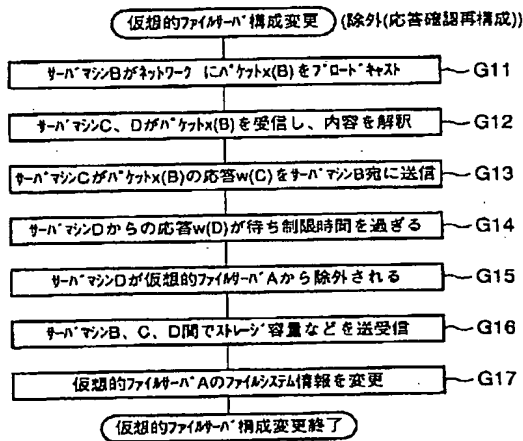 仮想的ファイルサーバ構成変更 (除外(応答確認再構成))
サーバマシンBがネットワーク にパケットx(B)をブロードキャスト G11
サーバマシンC、Dがパケットx(B)を受信し、内容を解釈 G12
サーバマシンCがパケットx(B)の応答w(C)をサーバマシンB宛に送信 G13
サーバマシンDからの応答w(D)が待ち制限時間を過ぎる G14
サーバマシンDが仮想的ファイルサーバAから除外される G15
サーバマシンB、C、D間でストレージ容量などを送受信 G16
仮想的ファイルサーバAのファイルシステム情報を変更 G17
仮想的ファイルサーバ構成変更終了